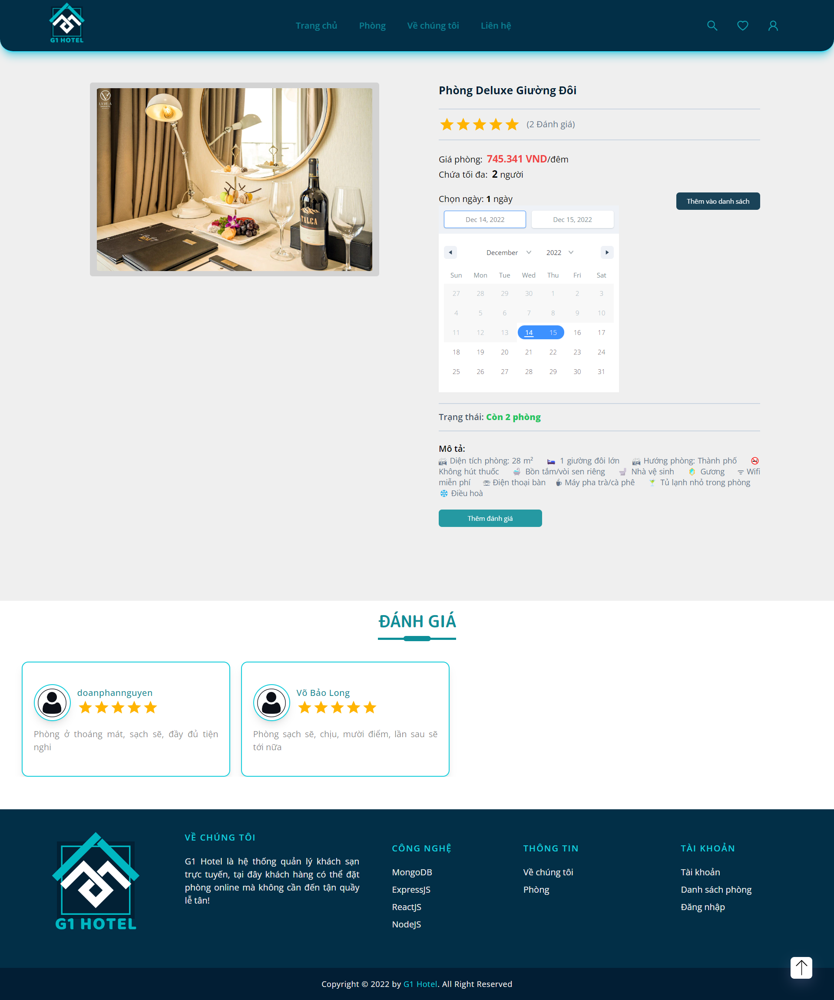 G1 HOTEL
Trang chủ
Phòng
Về chúng tôi
Liên hệ
LA VELA
TALCA
Phòng Deluxe Giường Đôi
(2 Đánh giá)
Giá phòng: 745.341 VND/đêm
Chứa tối đa: 2 người
Chọn ngày: 1 ngày
Thêm vào danh sách
Dec 14, 2022
Dec 15, 2022
December 2022
Sun Mon Tue Wed Thu Fri Sat
27 28 29 30 1 2 3
4 5 6 7 8 9 10
11 12 13 14 15 16 17
18 19 20 21 22 23 24
25 26 27 28 29 30 31
Trạng thái: Còn 2 phòng
Mô tả:
Diện tích phòng: 28 m² 1 giường đôi lớn Hướng phòng: Thành phố
Không hút thuốc Bồn tắm/vòi sen riêng Nhà vệ sinh Gương Wifi
miễn phí Điện thoại bàn Máy pha trà/cà phê Tủ lạnh nhỏ trong phòng
Điều hoà
Thêm đánh giá
ĐÁNH GIÁ
doanphannguyen
Phòng ở thoáng mát, sạch sẽ, đầy đủ tiện
nghi
Võ Bảo Long
Phòng sạch sẽ, chịu, mười điểm, lần sau sẽ
tới nữa
G1 HOTEL
VỀ CHÚNG TÔI
G1 Hotel là hệ thống quản lý khách sạn
trực tuyến, tại đây khách hàng có thể đặt
phòng online mà không cần đến tận quầy
lễ tân!
CÔNG NGHỆ
MongoDB
ExpressJS
ReactJS
NodeJS
THÔNG TIN
Về chúng tôi
Phòng
TÀI KHOẢN
Tài khoản
Danh sách phòng
Đăng nhập
Copyright © 2022 by G1 Hotel. All Right Reserved